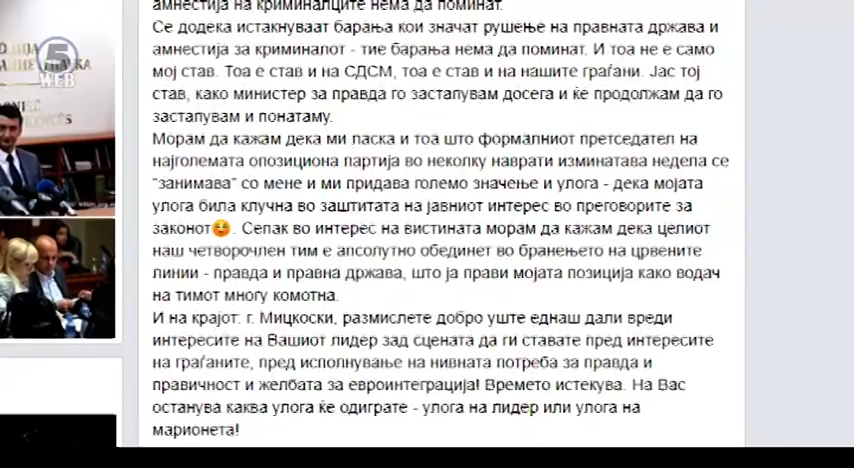 амнестија на криминалците нема да поминат.
Се додека истакнуваат барања кои значат рушење на правната држава и
амнестија за криминалот - тие барања нема да поминат. И тоа не е само
мој став. Тоа е став и на СДСМ, тоа е став и на нашите граѓани. Јас тој
став, како министер за правда го застапувам досега и ќе продолжам да го
застапувам и понатаму.
Морам да кажам дека ми ласка и тоа што формалниот претседател на
најголемата опозициона партија во неколку наврати изминатава недела се
"занимава" со мене и ми придава големо значење и улога - дека мојата
улога била клучна во заштитата на јавниот интерес во преговорите за
законот😆. Сепак во интерес на вистината морам да кажам дека целиот
наш четворочлен тим е апсолутно обединет во бранењето на црвените
линии - правда и правна држава, што ја прави мојата позиција како водач
на тимот многу комотна.
И на крајот: г. Мицкоски, размислете добро уште еднаш дали вреди
интересите на Вашиот лидер зад сцената да ги ставате пред интересите
на граѓаните, пред исполнување на нивната потреба за правда и
правичност и желбата за евроинтеграција! Времето истекува. На Вас
останува каква улога ќе одиграте - улога на лидер или улога на
марионета!
5
WEB